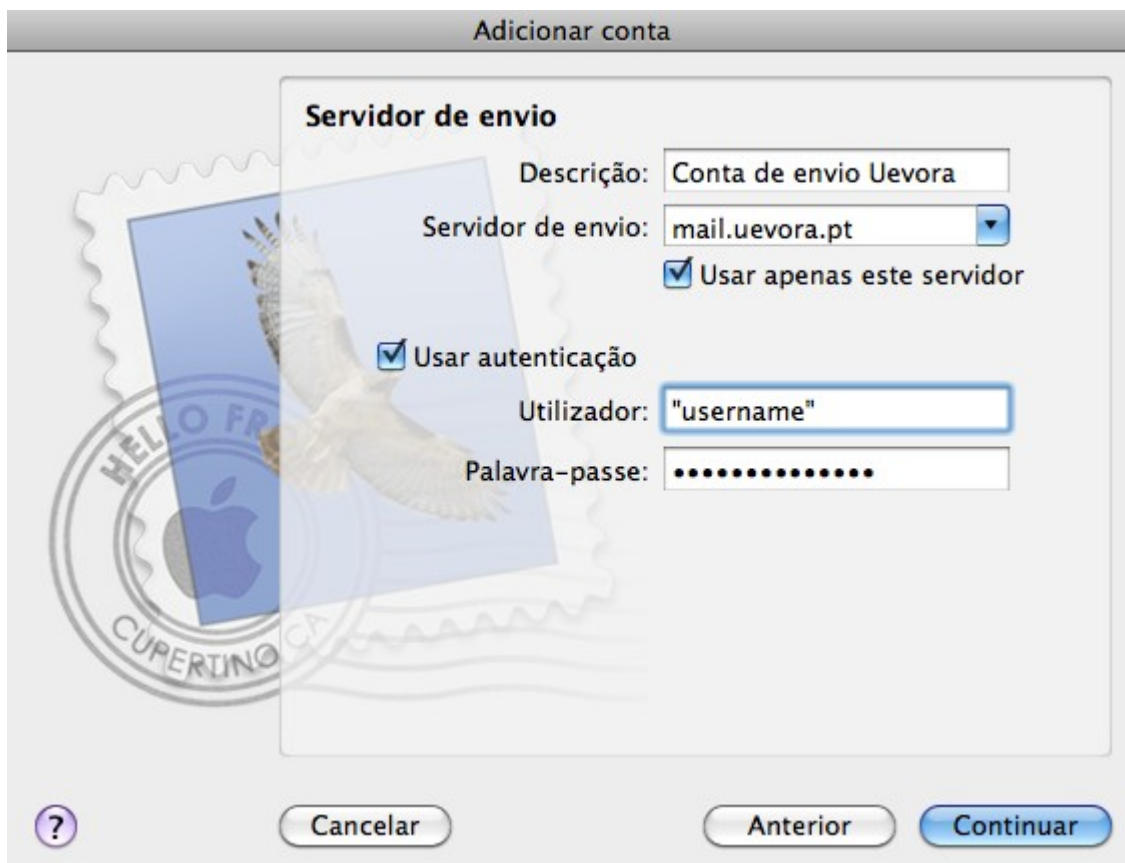 Adicionar conta
Servidor de envio
Descrição: Conta de envio Uevora
Servidor de envio: mail.uevora.pt
Usar apenas este servidor
Usar autenticação
Utilizador: "username"
Palavra-passe: ••••••••••••••
HELLO FR
CUPERTINO CA
? Cancelar Anterior Continuar